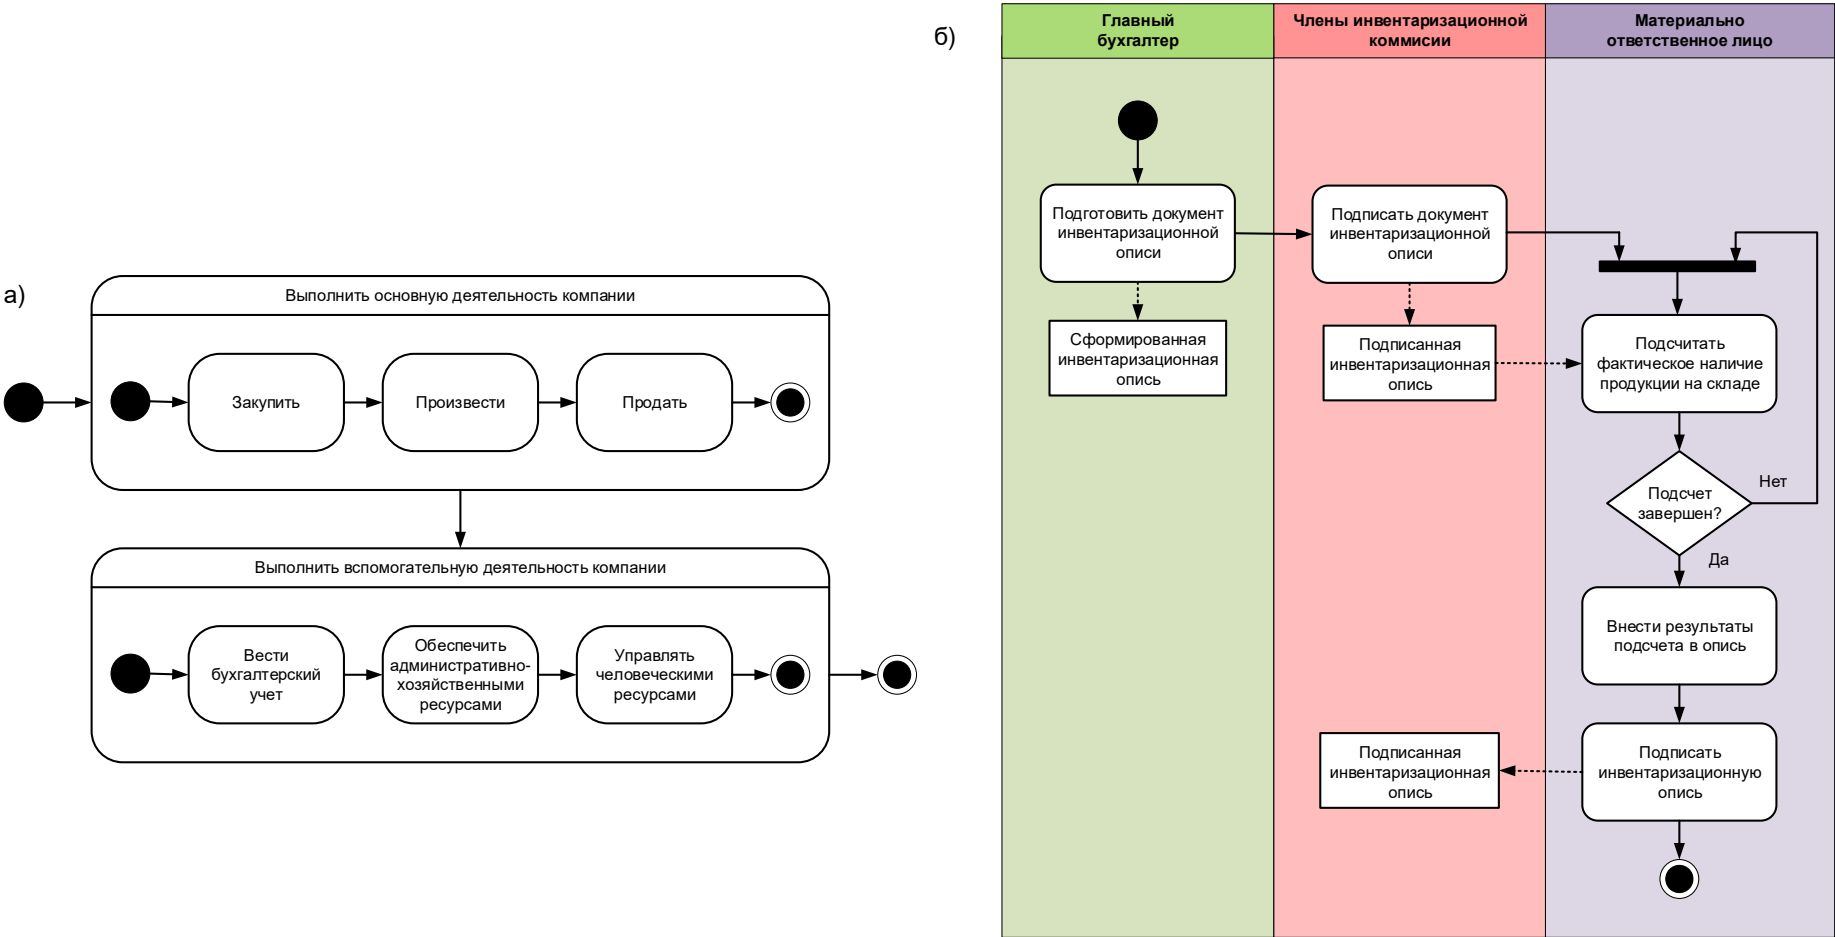 а)
Выполнить основную деятельность компании
Закупить
Произвести
Продать
Выполнить вспомогательную деятельность компании
Вести
бухгалтерский
учет
Обеспечить
административно-
хозяйственными
ресурсами
Управлять
человеческими
ресурсами
б)
Главный
бухгалтер
Члены инвентаризационной
коммисии
Материально
ответственное лицо
Подготовить документ
инвентаризационной
описи
Подписать документ
инвентаризационной
описи
Сформированная
инвентаризационная
опись
Подписанная
инвентаризационная
опись
Подсчитать
фактическое наличие
продукции на складе
Подсчет
завершен?
Нет
Да
Внести результаты
подсчета в опись
Подписанная
инвентаризационная
опись
Подписать
инвентаризационную
опись